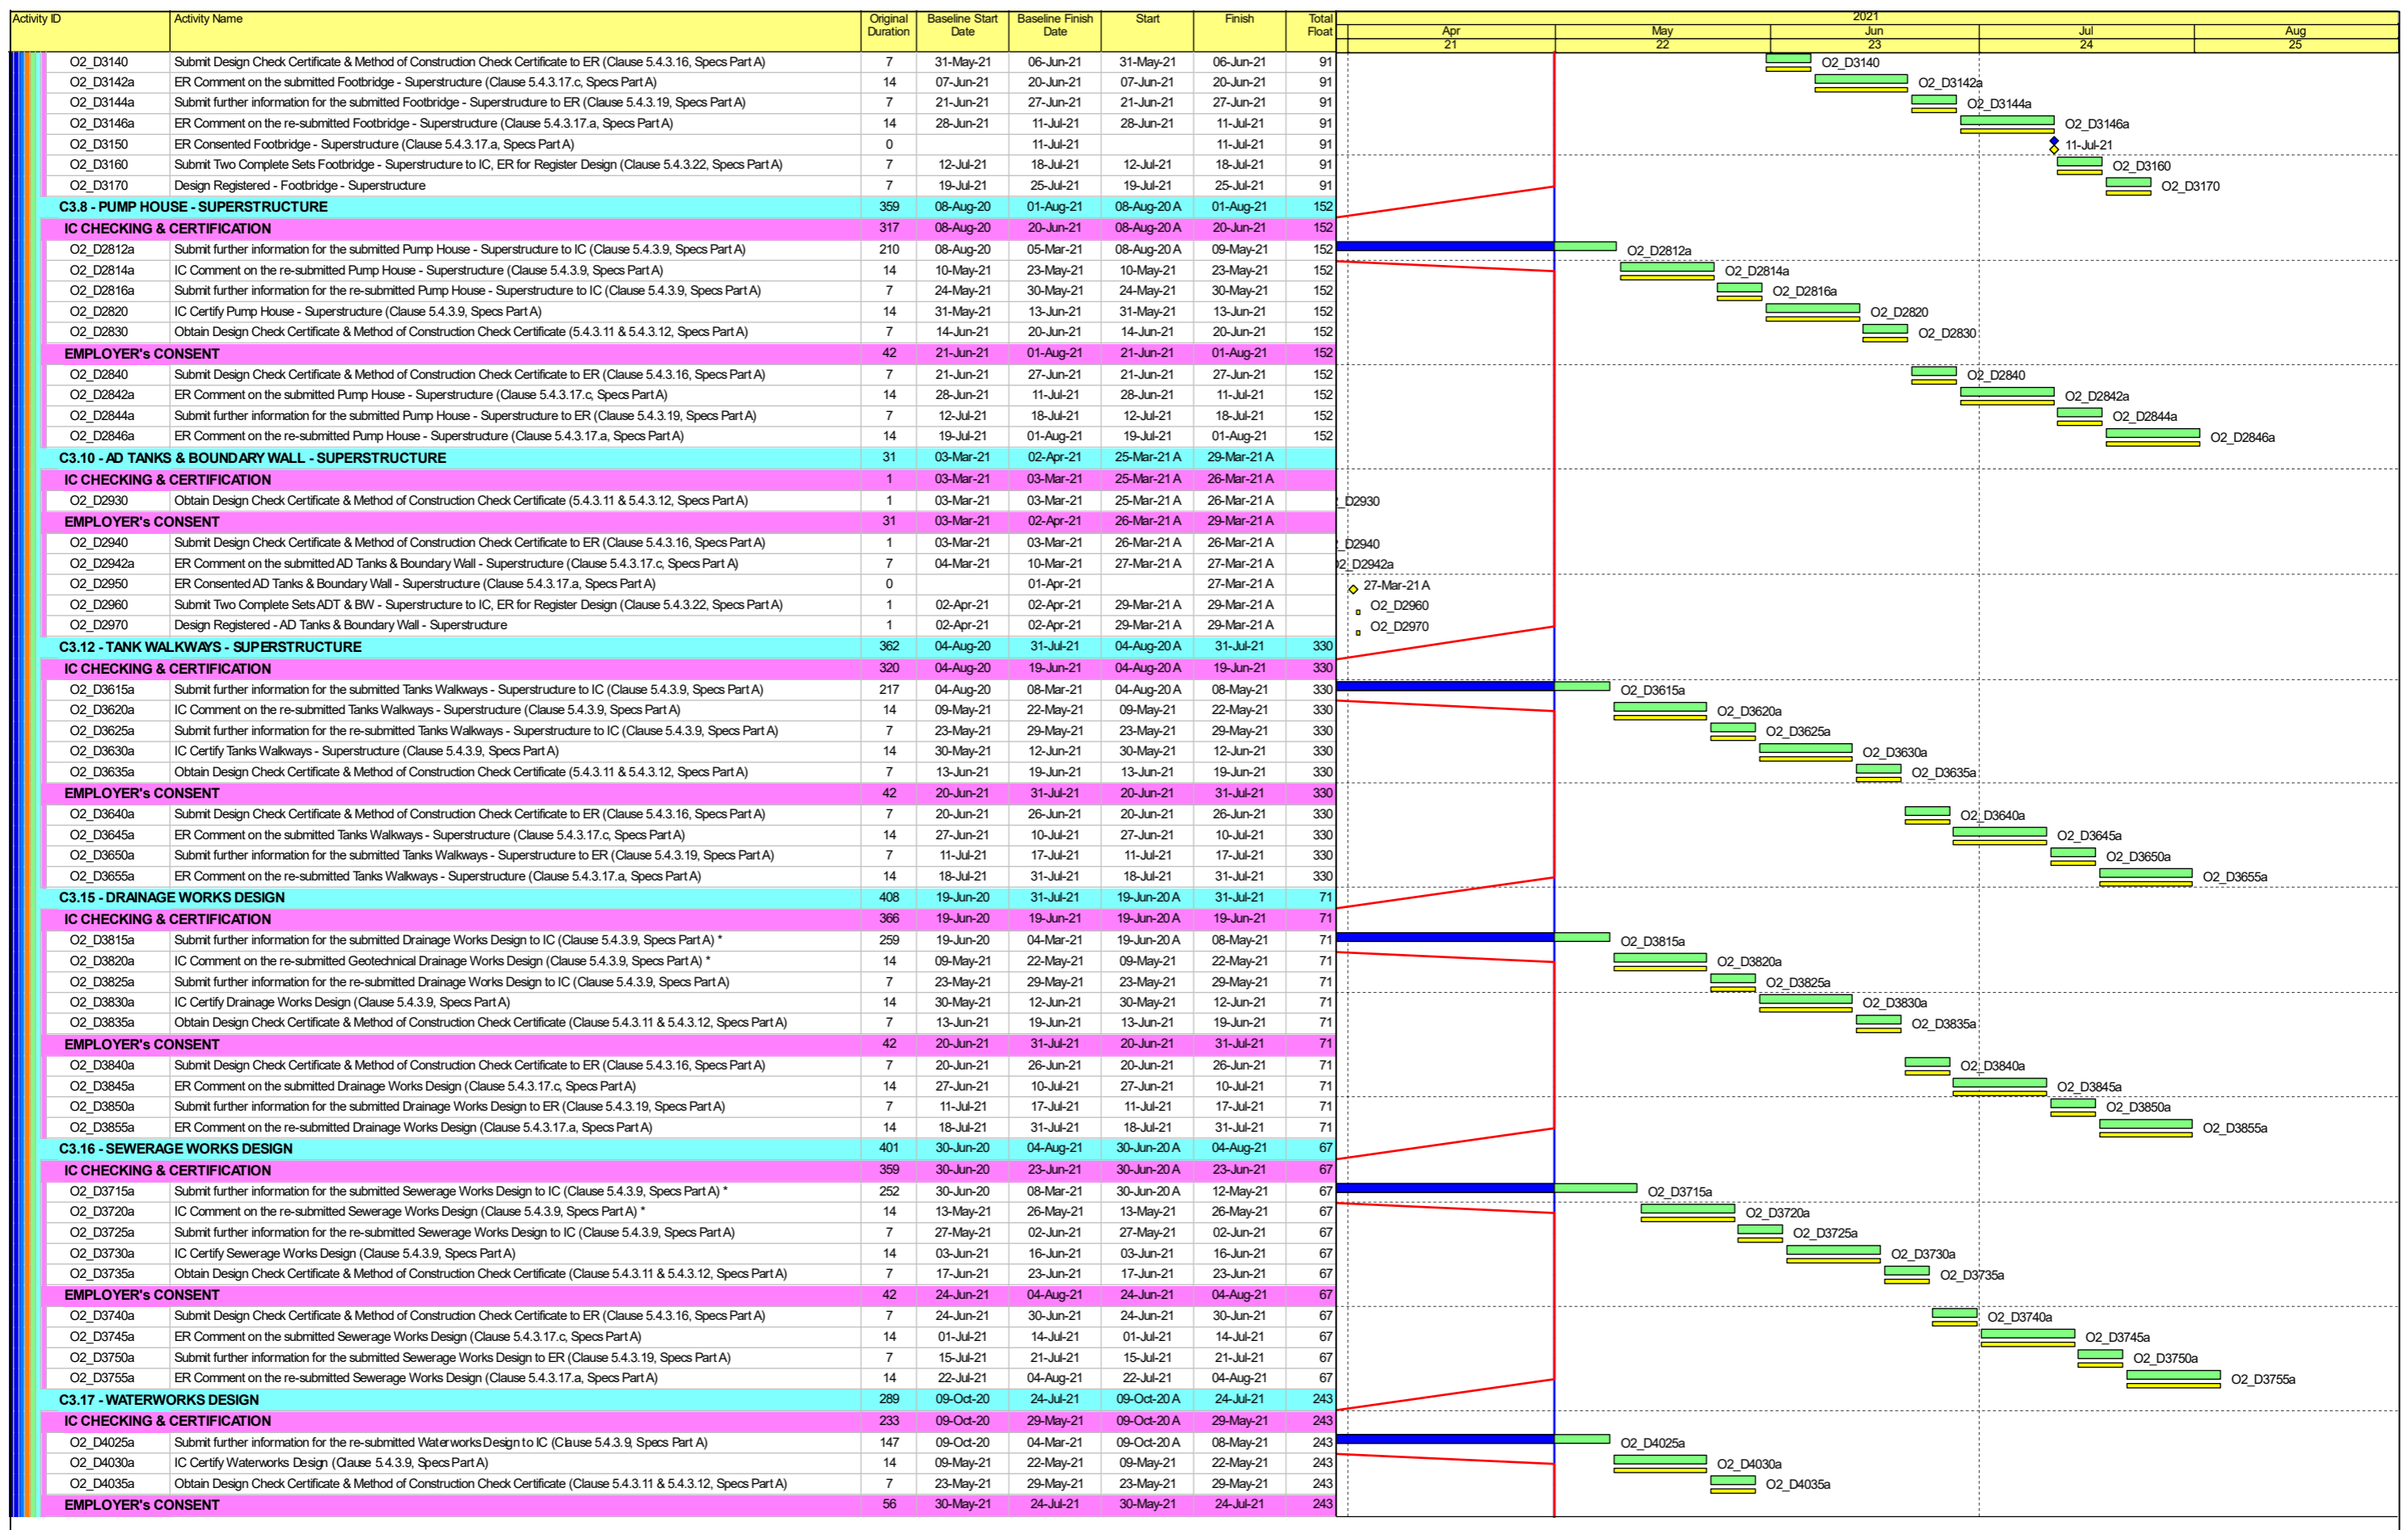 Activity ID Activity Name Original Duration Baseline Start Date Baseline Finish Date Start Finish Total Float 2021
Apr May Jun Jul Aug
21 22 23 24 25
O2_D3140 Submit Design Check Certificate & Method of Construction Check Certificate to ER (Clause 5.4.3.16, Specs Part A) 7 31-May-21 06-Jun-21 31-May-21 06-Jun-21 91 O2_D3140
O2_D3142a ER Comment on the submitted Footbridge - Superstructure (Clause 5.4.3.17.c, Specs Part A) 14 07-Jun-21 20-Jun-21 07-Jun-21 20-Jun-21 91 O2_D3142a
O2_D3144a Submit further information for the submitted Footbridge - Superstructure to ER (Clause 5.4.3.19, Specs Part A) 7 21-Jun-21 27-Jun-21 21-Jun-21 27-Jun-21 91 O2_D3144a
O2_D3146a ER Comment on the re-submitted Footbridge - Superstructure (Clause 5.4.3.17.a, Specs Part A) 14 28-Jun-21 11-Jul-21 28-Jun-21 11-Jul-21 91 O2_D3146a
O2_D3150 ER Consented Footbridge - Superstructure (Clause 5.4.3.17.a, Specs Part A) 0 11-Jul-21 11-Jul-21 91 11-Jul-21
O2_D3160 Submit Two Complete Sets Footbridge - Superstructure to IC, ER for Register Design (Clause 5.4.3.22, Specs Part A) 7 12-Jul-21 18-Jul-21 12-Jul-21 18-Jul-21 91 O2_D3160
O2_D3170 Design Registered - Footbridge - Superstructure 7 19-Jul-21 25-Jul-21 19-Jul-21 25-Jul-21 91 O2_D3170
C3.8 - PUMP HOUSE - SUPERSTRUCTURE 359 08-Aug-20 01-Aug-21 08-Aug-20 A 01-Aug-21 152
IC CHECKING & CERTIFICATION 317 08-Aug-20 20-Jun-21 08-Aug-20 A 20-Jun-21 152
O2_D2812a Submit further information for the submitted Pump House - Superstructure to IC (Clause 5.4.3.9, Specs Part A) 210 08-Aug-20 05-Mar-21 08-Aug-20 A 09-May-21 152 O2_D2812a
O2_D2814a IC Comment on the re-submitted Pump House - Superstructure (Clause 5.4.3.9, Specs Part A) 14 10-May-21 23-May-21 10-May-21 23-May-21 152 O2_D2814a
O2_D2816a Submit further information for the re-submitted Pump House - Superstructure to IC (Clause 5.4.3.9, Specs Part A) 7 24-May-21 30-May-21 24-May-21 30-May-21 152 O2_D2816a
O2_D2820 IC Certify Pump House - Superstructure (Clause 5.4.3.9, Specs Part A) 14 31-May-21 13-Jun-21 31-May-21 13-Jun-21 152 O2_D2820
O2_D2830 Obtain Design Check Certificate & Method of Construction Check Certificate (5.4.3.11 & 5.4.3.12, Specs Part A) 7 14-Jun-21 20-Jun-21 14-Jun-21 20-Jun-21 152 O2_D2830
EMPLOYER's CONSENT 42 21-Jun-21 01-Aug-21 21-Jun-21 01-Aug-21 152
O2_D2840 Submit Design Check Certificate & Method of Construction Check Certificate to ER (Clause 5.4.3.16, Specs Part A) 7 21-Jun-21 27-Jun-21 21-Jun-21 27-Jun-21 152 O2_D2840
O2_D2842a ER Comment on the submitted Pump House - Superstructure (Clause 5.4.3.17.c, Specs Part A) 14 28-Jun-21 11-Jul-21 28-Jun-21 11-Jul-21 152 O2_D2842a
O2_D2844a Submit further information for the submitted Pump House - Superstructure to ER (Clause 5.4.3.19, Specs Part A) 7 12-Jul-21 18-Jul-21 12-Jul-21 18-Jul-21 152 O2_D2844a
O2_D2846a ER Comment on the re-submitted Pump House - Superstructure (Clause 5.4.3.17.a, Specs Part A) 14 19-Jul-21 01-Aug-21 19-Jul-21 01-Aug-21 152 O2_D2846a
C3.10 - AD TANKS & BOUNDARY WALL - SUPERSTRUCTURE 31 03-Mar-21 02-Apr-21 25-Mar-21 A 29-Mar-21 A
IC CHECKING & CERTIFICATION 1 03-Mar-21 03-Mar-21 25-Mar-21 A 26-Mar-21 A
O2_D2930 Obtain Design Check Certificate & Method of Construction Check Certificate (5.4.3.11 & 5.4.3.12, Specs Part A) 1 03-Mar-21 03-Mar-21 25-Mar-21 A 26-Mar-21 A _D2930
EMPLOYER's CONSENT 31 03-Mar-21 02-Apr-21 26-Mar-21 A 29-Mar-21 A
O2_D2940 Submit Design Check Certificate & Method of Construction Check Certificate to ER (Clause 5.4.3.16, Specs Part A) 1 03-Mar-21 03-Mar-21 26-Mar-21 A 26-Mar-21 A _D2940
O2_D2942a ER Comment on the submitted AD Tanks & Boundary Wall - Superstructure (Clause 5.4.3.17.c, Specs Part A) 7 04-Mar-21 10-Mar-21 27-Mar-21 A 27-Mar-21 A O2_D2942a
O2_D2950 ER Consented AD Tanks & Boundary Wall - Superstructure (Clause 5.4.3.17.a, Specs Part A) 0 01-Apr-21 27-Mar-21 A 27-Mar-21 A
O2_D2960 Submit Two Complete Sets ADT & BW - Superstructure to IC, ER for Register Design (Clause 5.4.3.22, Specs Part A) 1 02-Apr-21 02-Apr-21 29-Mar-21 A 29-Mar-21 A O2_D2960
O2_D2970 Design Registered - AD Tanks & Boundary Wall - Superstructure 1 02-Apr-21 02-Apr-21 29-Mar-21 A 29-Mar-21 A O2_D2970
C3.12 - TANK WALKWAYS - SUPERSTRUCTURE 362 04-Aug-20 31-Jul-21 04-Aug-20 A 31-Jul-21 330
IC CHECKING & CERTIFICATION 320 04-Aug-20 19-Jun-21 04-Aug-20 A 19-Jun-21 330
O2_D3615a Submit further information for the submitted Tanks Walkways - Superstructure to IC (Clause 5.4.3.9, Specs Part A) 217 04-Aug-20 08-Mar-21 04-Aug-20 A 08-May-21 330 O2_D3615a
O2_D3620a IC Comment on the re-submitted Tanks Walkways - Superstructure (Clause 5.4.3.9, Specs Part A) 14 09-May-21 22-May-21 09-May-21 22-May-21 330 O2_D3620a
O2_D3625a Submit further information for the re-submitted Tanks Walkways - Superstructure to IC (Clause 5.4.3.9, Specs Part A) 7 23-May-21 29-May-21 23-May-21 29-May-21 330 O2_D3625a
O2_D3630a IC Certify Tanks Walkways - Superstructure (Clause 5.4.3.9, Specs Part A) 14 30-May-21 12-Jun-21 30-May-21 12-Jun-21 330 O2_D3630a
O2_D3635a Obtain Design Check Certificate & Method of Construction Check Certificate (5.4.3.11 & 5.4.3.12, Specs Part A) 7 13-Jun-21 19-Jun-21 13-Jun-21 19-Jun-21 330 O2_D3635a
EMPLOYER's CONSENT 42 20-Jun-21 31-Jul-21 20-Jun-21 31-Jul-21 330
O2_D3640a Submit Design Check Certificate & Method of Construction Check Certificate to ER (Clause 5.4.3.16, Specs Part A) 7 20-Jun-21 26-Jun-21 20-Jun-21 26-Jun-21 330 O2_D3640a
O2_D3645a ER Comment on the submitted Tanks Walkways - Superstructure (Clause 5.4.3.17.c, Specs Part A) 14 27-Jun-21 10-Jul-21 27-Jun-21 10-Jul-21 330 O2_D3645a
O2_D3650a Submit further information for the submitted Tanks Walkways - Superstructure to ER (Clause 5.4.3.19, Specs Part A) 7 11-Jul-21 17-Jul-21 11-Jul-21 17-Jul-21 330 O2_D3650a
O2_D3655a ER Comment on the re-submitted Tanks Walkways - Superstructure (Clause 5.4.3.17.a, Specs Part A) 14 18-Jul-21 31-Jul-21 18-Jul-21 31-Jul-21 330 O2_D3655a
C3.15 - DRAINAGE WORKS DESIGN 408 19-Jun-20 31-Jul-21 19-Jun-20 A 31-Jul-21 71
IC CHECKING & CERTIFICATION 366 19-Jun-20 19-Jun-21 19-Jun-20 A 19-Jun-21 71
O2_D3815a Submit further information for the submitted Drainage Works Design to IC (Clause 5.4.3.9, Specs Part A) * 259 19-Jun-20 04-Mar-21 19-Jun-20 A 08-May-21 71 O2_D3815a
O2_D3820a IC Comment on the re-submitted Geotechnical Drainage Works Design (Clause 5.4.3.9, Specs Part A) * 14 09-May-21 22-May-21 09-May-21 22-May-21 71 O2_D3820a
O2_D3825a Submit further information for the re-submitted Drainage Works Design to IC (Clause 5.4.3.9, Specs Part A) 7 23-May-21 29-May-21 23-May-21 29-May-21 71 O2_D3825a
O2_D3830a IC Certify Drainage Works Design (Clause 5.4.3.9, Specs Part A) 14 30-May-21 12-Jun-21 30-May-21 12-Jun-21 71 O2_D3830a
O2_D3835a Obtain Design Check Certificate & Method of Construction Check Certificate (Clause 5.4.3.11 & 5.4.3.12, Specs Part A) 7 13-Jun-21 19-Jun-21 13-Jun-21 19-Jun-21 71 O2_D3835a
EMPLOYER's CONSENT 42 20-Jun-21 31-Jul-21 20-Jun-21 31-Jul-21 71
O2_D3840a Submit Design Check Certificate & Method of Construction Check Certificate to ER (Clause 5.4.3.16, Specs Part A) 7 20-Jun-21 26-Jun-21 20-Jun-21 26-Jun-21 71 O2_D3840a
O2_D3845a ER Comment on the submitted Drainage Works Design (Clause 5.4.3.17.c, Specs Part A) 14 27-Jun-21 10-Jul-21 27-Jun-21 10-Jul-21 71 O2_D3845a
O2_D3850a Submit further information for the submitted Drainage Works Design to ER (Clause 5.4.3.19, Specs Part A) 7 11-Jul-21 17-Jul-21 11-Jul-21 17-Jul-21 71 O2_D3850a
O2_D3855a ER Comment on the re-submitted Drainage Works Design (Clause 5.4.3.17.a, Specs Part A) 14 18-Jul-21 31-Jul-21 18-Jul-21 31-Jul-21 71 O2_D3855a
C3.16 - SEWERAGE WORKS DESIGN 401 30-Jun-20 04-Aug-21 30-Jun-20 A 04-Aug-21 67
IC CHECKING & CERTIFICATION 359 30-Jun-20 23-Jun-21 30-Jun-20 A 23-Jun-21 67
O2_D3715a Submit further information for the submitted Sewerage Works Design to IC (Clause 5.4.3.9, Specs Part A) * 252 30-Jun-20 08-Mar-21 30-Jun-20 A 12-May-21 67 O2_D3715a
O2_D3720a IC Comment on the re-submitted Sewerage Works Design (Clause 5.4.3.9, Specs Part A) * 14 13-May-21 26-May-21 13-May-21 26-May-21 67 O2_D3720a
O2_D3725a Submit further information for the re-submitted Sewerage Works Design to IC (Clause 5.4.3.9, Specs Part A) 7 27-May-21 02-Jun-21 27-May-21 02-Jun-21 67 O2_D3725a
O2_D3730a IC Certify Sewerage Works Design (Clause 5.4.3.9, Specs Part A) 14 03-Jun-21 16-Jun-21 03-Jun-21 16-Jun-21 67 O2_D3730a
O2_D3735a Obtain Design Check Certificate & Method of Construction Check Certificate (Clause 5.4.3.11 & 5.4.3.12, Specs Part A) 7 17-Jun-21 23-Jun-21 17-Jun-21 23-Jun-21 67 O2_D3735a
EMPLOYER's CONSENT 42 24-Jun-21 04-Aug-21 24-Jun-21 04-Aug-21 67
O2_D3740a Submit Design Check Certificate & Method of Construction Check Certificate to ER (Clause 5.4.3.16, Specs Part A) 7 24-Jun-21 30-Jun-21 24-Jun-21 30-Jun-21 67 O2_D3740a
O2_D3745a ER Comment on the submitted Sewerage Works Design (Clause 5.4.3.17.c, Specs Part A) 14 01-Jul-21 14-Jul-21 01-Jul-21 14-Jul-21 67 O2_D3745a
O2_D3750a Submit further information for the submitted Sewerage Works Design to ER (Clause 5.4.3.19, Specs Part A) 7 15-Jul-21 21-Jul-21 15-Jul-21 21-Jul-21 67 O2_D3750a
O2_D3755a ER Comment on the re-submitted Sewerage Works Design (Clause 5.4.3.17.a, Specs Part A) 14 22-Jul-21 04-Aug-21 22-Jul-21 04-Aug-21 67 O2_D3755a
C3.17 - WATERWORKS DESIGN 289 09-Oct-20 24-Jul-21 09-Oct-20 A 24-Jul-21 243
IC CHECKING & CERTIFICATION 233 09-Oct-20 29-May-21 09-Oct-20 A 29-May-21 243
O2_D4025a Submit further information for the re-submitted Waterworks Design to IC (Clause 5.4.3.9, Specs Part A) 147 09-Oct-20 04-Mar-21 09-Oct-20 A 08-May-21 243 O2_D4025a
O2_D4030a IC Certify Waterworks Design (Clause 5.4.3.9, Specs Part A) 14 09-May-21 22-May-21 09-May-21 22-May-21 243 O2_D4030a
O2_D4035a Obtain Design Check Certificate & Method of Construction Check Certificate (Clause 5.4.3.11 & 5.4.3.12, Specs Part A) 7 23-May-21 29-May-21 23-May-21 29-May-21 243 O2_D4035a
EMPLOYER's CONSENT 56 30-May-21 24-Jul-21 30-May-21 24-Jul-21 243